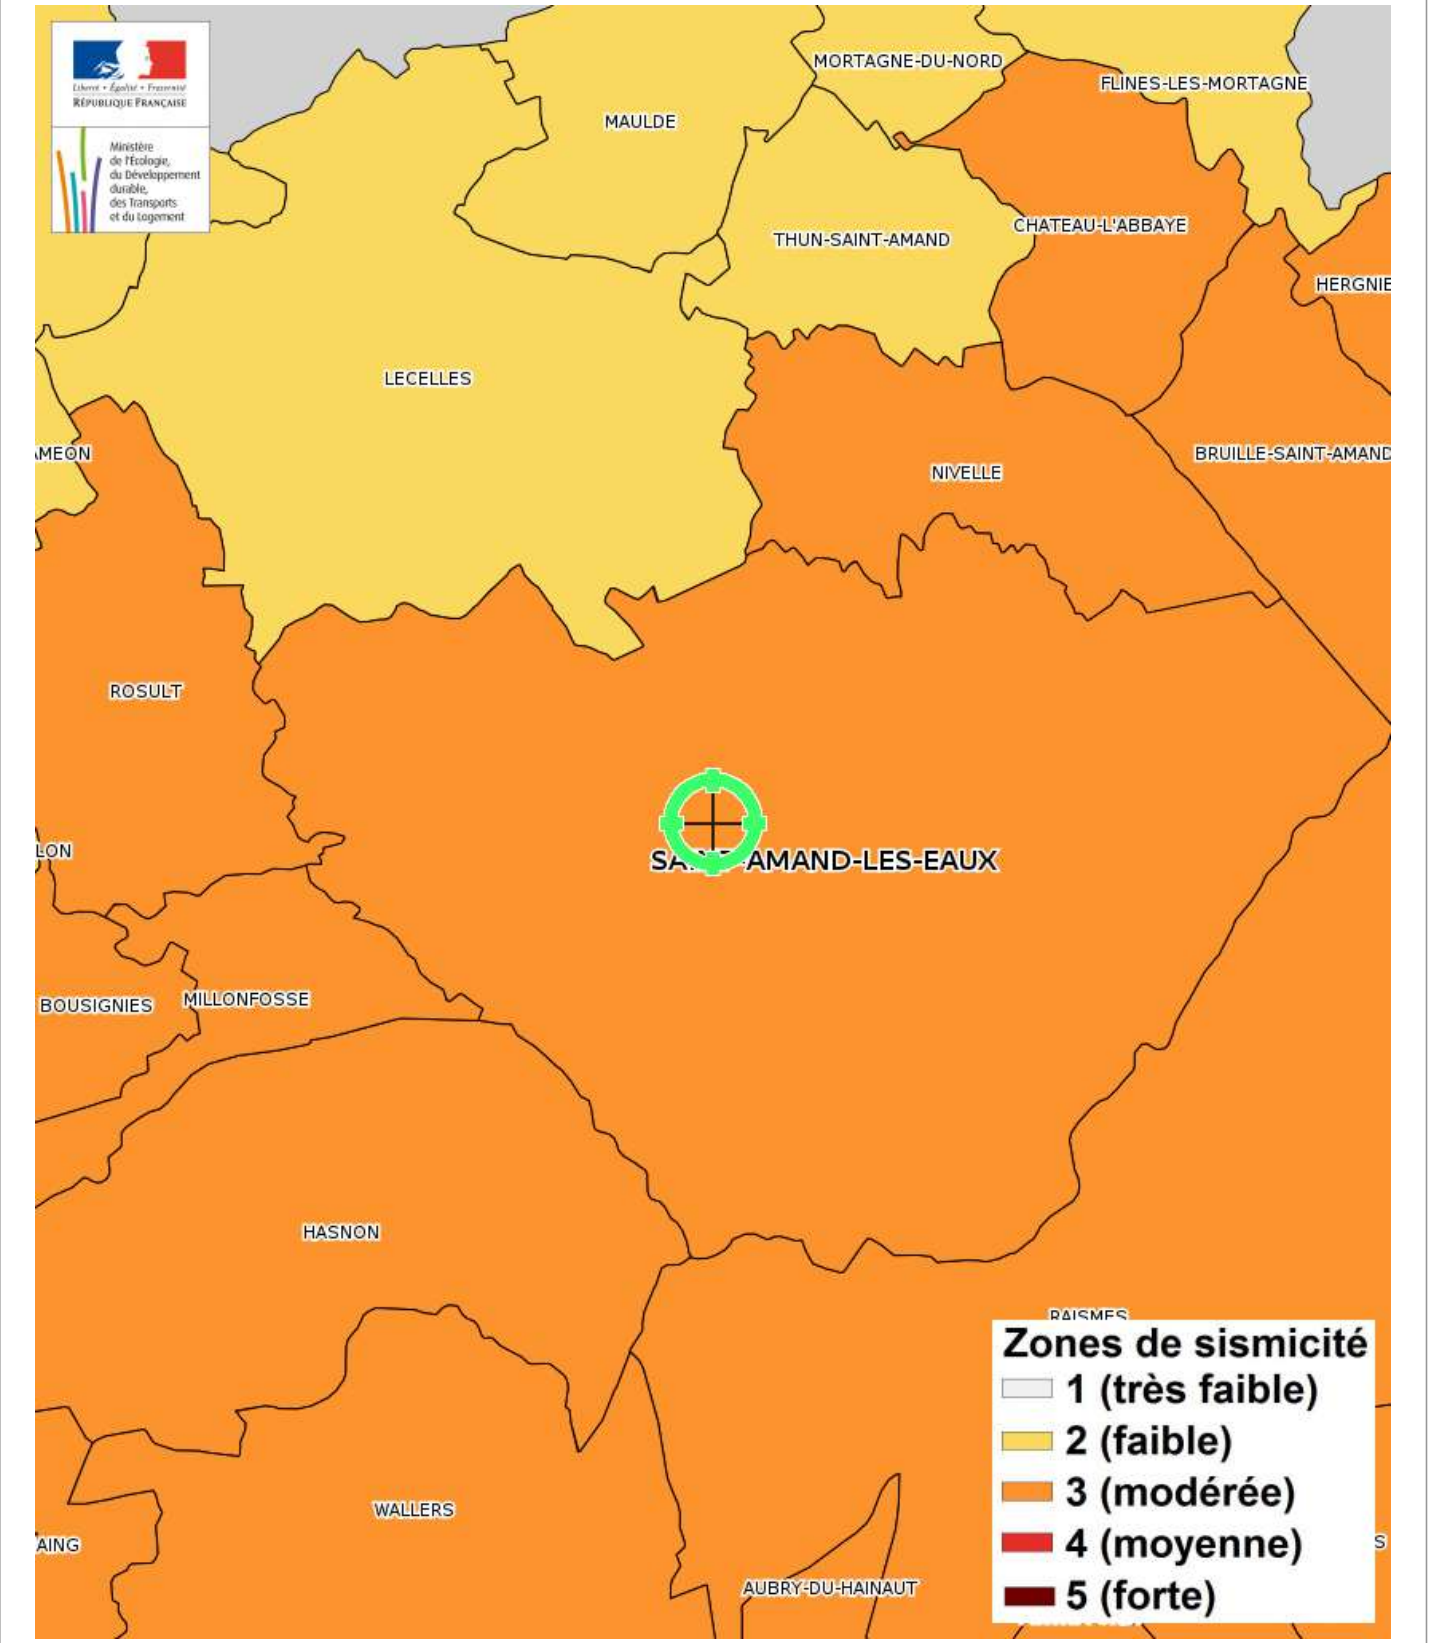 Liberté • Égalité • Fraternité
RÉPUBLIQUE FRANÇAISE
Ministère
de l'Écologie,
du Développement
durable,
des Transports
et du Logement
MORTAGNE-DU-NORD
FLINES-LES-MORTAGNE
MAULDE
CHATEAU-L'ABBAYE
THUN-SAINT-AMAND
HERGNIE
LECELLES
AMEON
BRUILLE-SAINT-AMAND
NIVELLE
ROSULT
LON
SAINT-AMAND-LES-EAUX
BOUSIGNIES
MILLONFOSSE
HASNON
RAISMES
Zones de sismicité
1 (très faible)
2 (faible)
3 (modérée)
4 (moyenne)
5 (forte)
WALLERS
AING
S
AUBRY-DU-HAINAUT